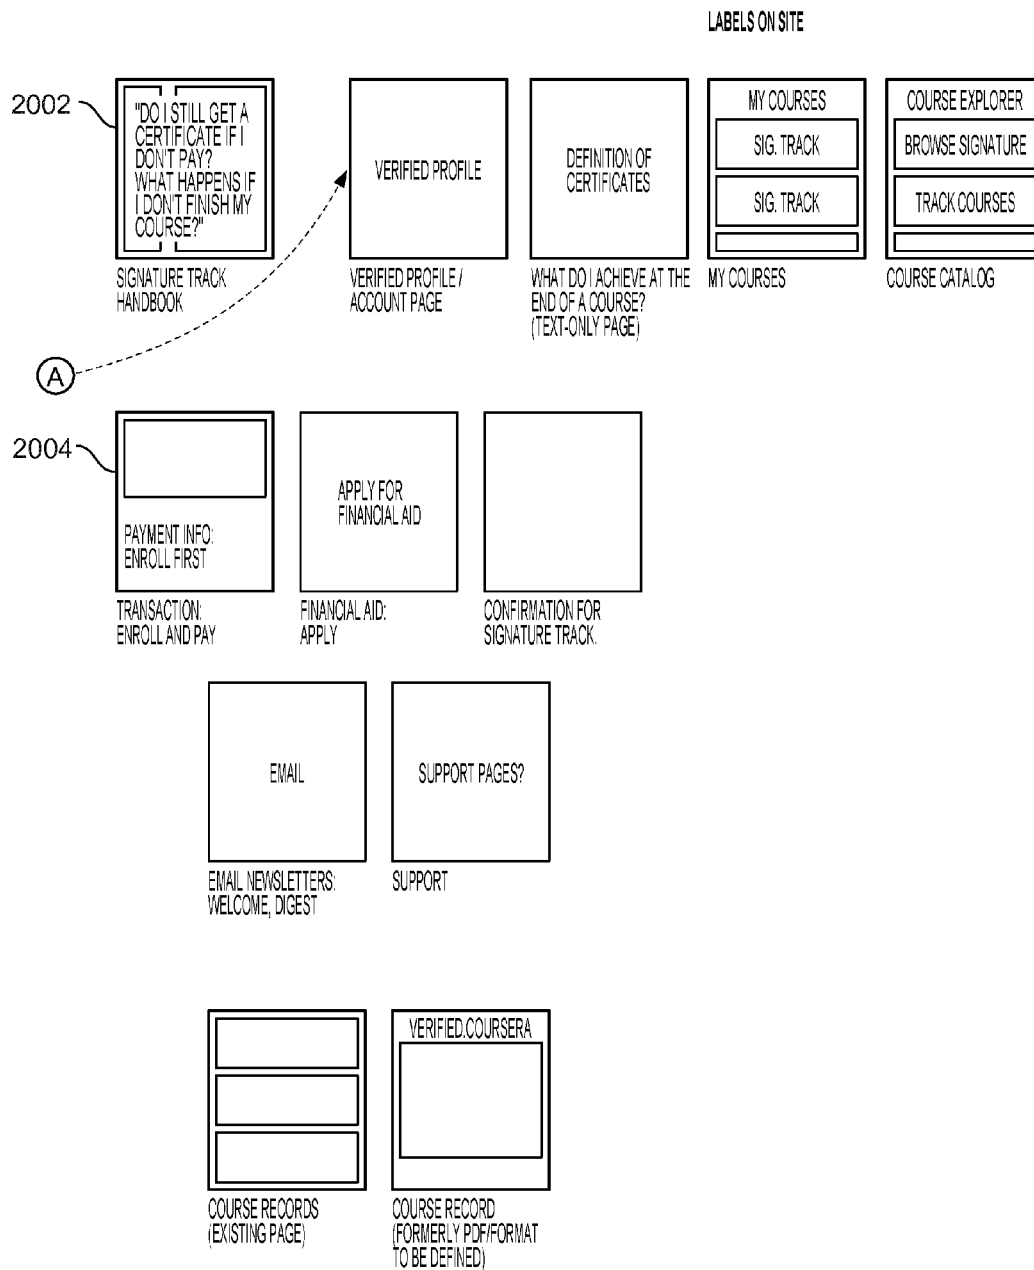 LABELS ON SITE
2002
"DO I STILL GET A
CERTIFICATE IF I
DON'T PAY?
WHAT HAPPENS IF
I DON'T FINISH MY
COURSE?"
SIGNATURE TRACK
HANDBOOK
VERIFIED PROFILE
VERIFIED PROFILE /
ACCOUNT PAGE
DEFINITION OF
CERTIFICATES
WHAT DO I ACHIEVE AT THE
END OF A COURSE?
(TEXT-ONLY PAGE)
MY COURSES
SIG. TRACK
SIG. TRACK
MY COURSES
COURSE EXPLORER
BROWSE SIGNATURE
TRACK COURSES
COURSE CATALOG
A
2004
PAYMENT INFO:
ENROLL FIRST
TRANSACTION:
ENROLL AND PAY
APPLY FOR
FINANCIAL AID
FINANCIAL AID:
APPLY
CONFIRMATION FOR
SIGNATURE TRACK.
EMAIL
EMAIL NEWSLETTERS:
WELCOME, DIGEST
SUPPORT PAGES?
SUPPORT
COURSE RECORDS
(EXISTING PAGE)
VERIFIED.COURSERA
COURSE RECORD
(FORMERLY PDF/FORMAT
TO BE DEFINED)